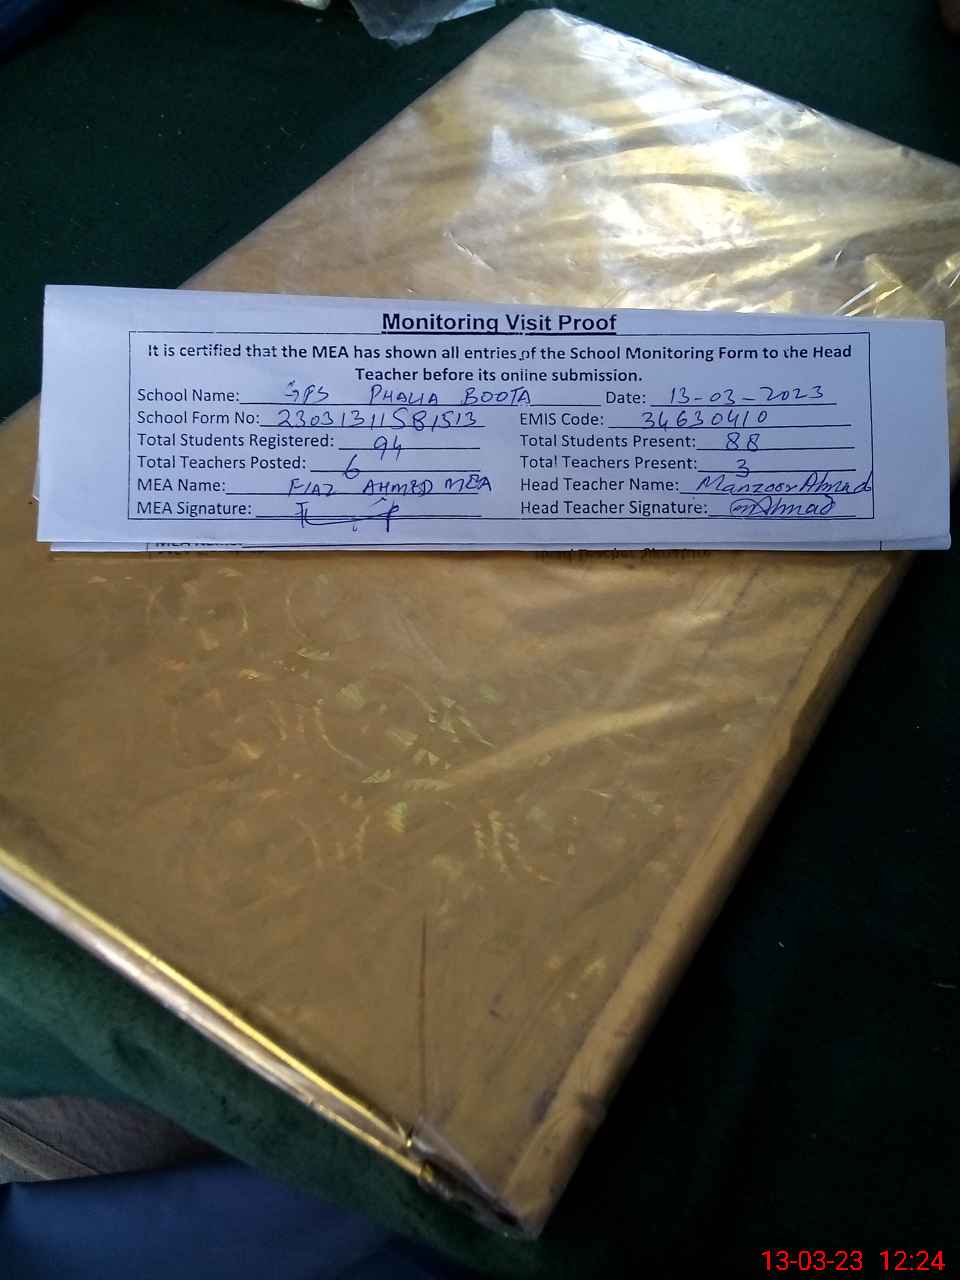 Monitoring Visit Proof
It is certified that the MEA has shown all entries of the School Monitoring Form to the Head
Teacher before its online submission.
School Name: GPS PHALIA BOOTA Date: 13-03-2023
School Form No: 23031311581513 EMIS Code: 34630410
Total Students Registered: 94 Total Students Present: 88
Total Teachers Posted: 6 Total Teachers Present: 3
MEA Name: FIAZ AHMED MEA Head Teacher Name: Manzoor Ahmad
MEA Signature: Head Teacher Signature: Ahmad
MEA Name:
13-03-23 12:24